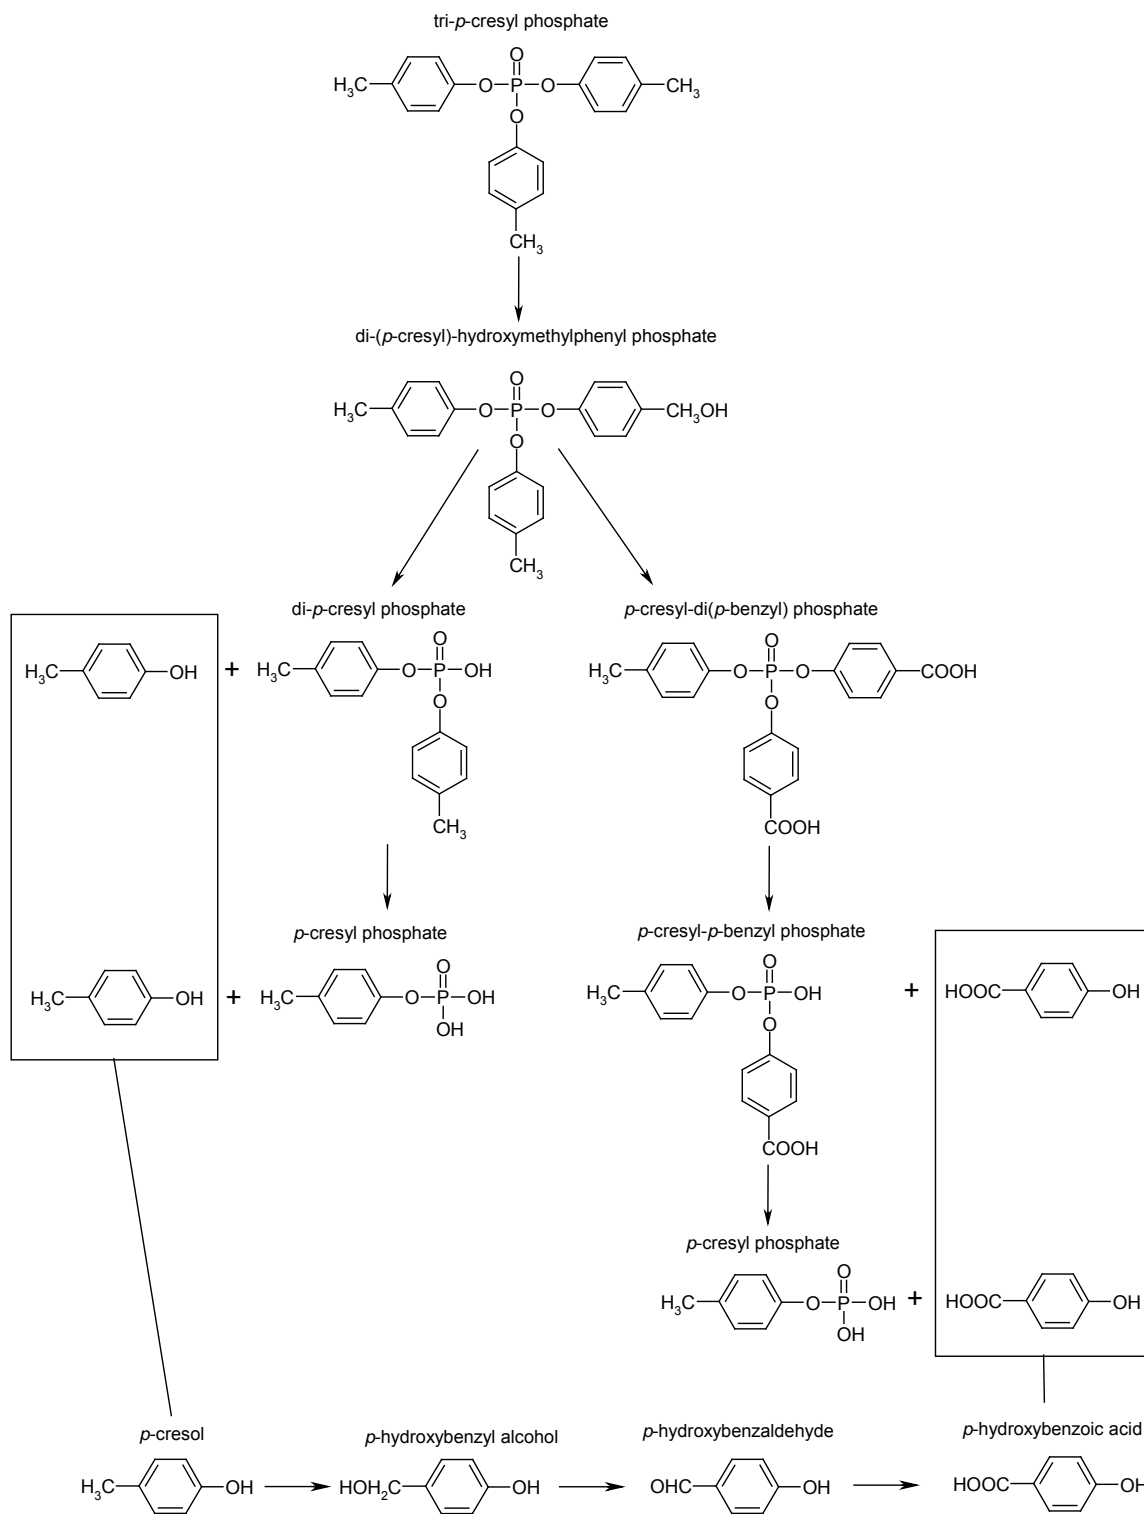 tri-p-cresyl phosphate
O
H3C O P O CH3
O
CH3
di-(p-cresyl)-hydroxymethylphenyl phosphate
O
H3C O P O CH3OH
O
CH3
di-p-cresyl phosphate p-cresyl-di(p-benzyl) phosphate
H3C OH + H3C O P OH O O CH3
H3C O P O COOH O O COOH
p-cresyl phosphate p-cresyl-p-benzyl phosphate
H3C OH + H3C O P OH O OH
H3C O P OH O O COOH + HOOC OH
p-cresyl phosphate
H3C O P OH O OH + HOOC OH
p-cresol p-hydroxybenzyl alcohol p-hydroxybenzaldehyde p-hydroxybenzoic acid
H3C OH HOH2C OH OHC OH HOOC OH